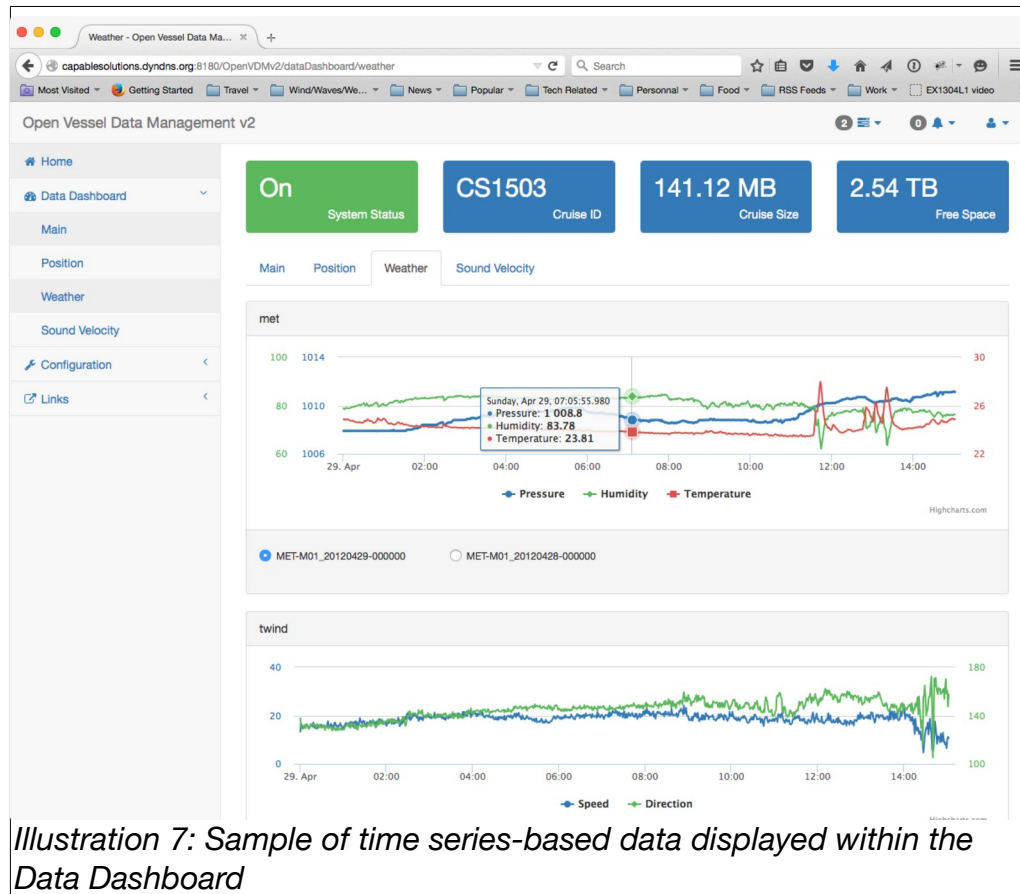 Weather - Open Vessel Data Ma...
capablesolutions.dyndns.org:8180/OpenVDMv2/dataDashboard/weather
Search
Most Visited Getting Started Travel Wind/Waves/We... News Popular Tech Related Personnal Food RSS Feeds Work EX1304L1 video
Open Vessel Data Management v2
2 0
Home
Data Dashboard
Main
Position
Weather
Sound Velocity
Configuration
Links
On
System Status
CS1503
Cruise ID
141.12 MB
Cruise Size
2.54 TB
Free Space
Main Position Weather Sound Velocity
met
100 1014 30
80 1010 26
60 1006 22
Sunday, Apr 29, 07:05:55.980
Pressure: 1 008.8
Humidity: 83.78
Temperature: 23.81
29. Apr 02:00 04:00 06:00 08:00 10:00 12:00 14:00
Pressure Humidity Temperature
Highcharts.com
MET-M01_20120429-000000 MET-M01_20120428-000000
twind
40 180
20 140
0 100
29. Apr 02:00 04:00 06:00 08:00 10:00 12:00 14:00
Speed Direction
Illustration 7: Sample of time series-based data displayed within the
Data Dashboard